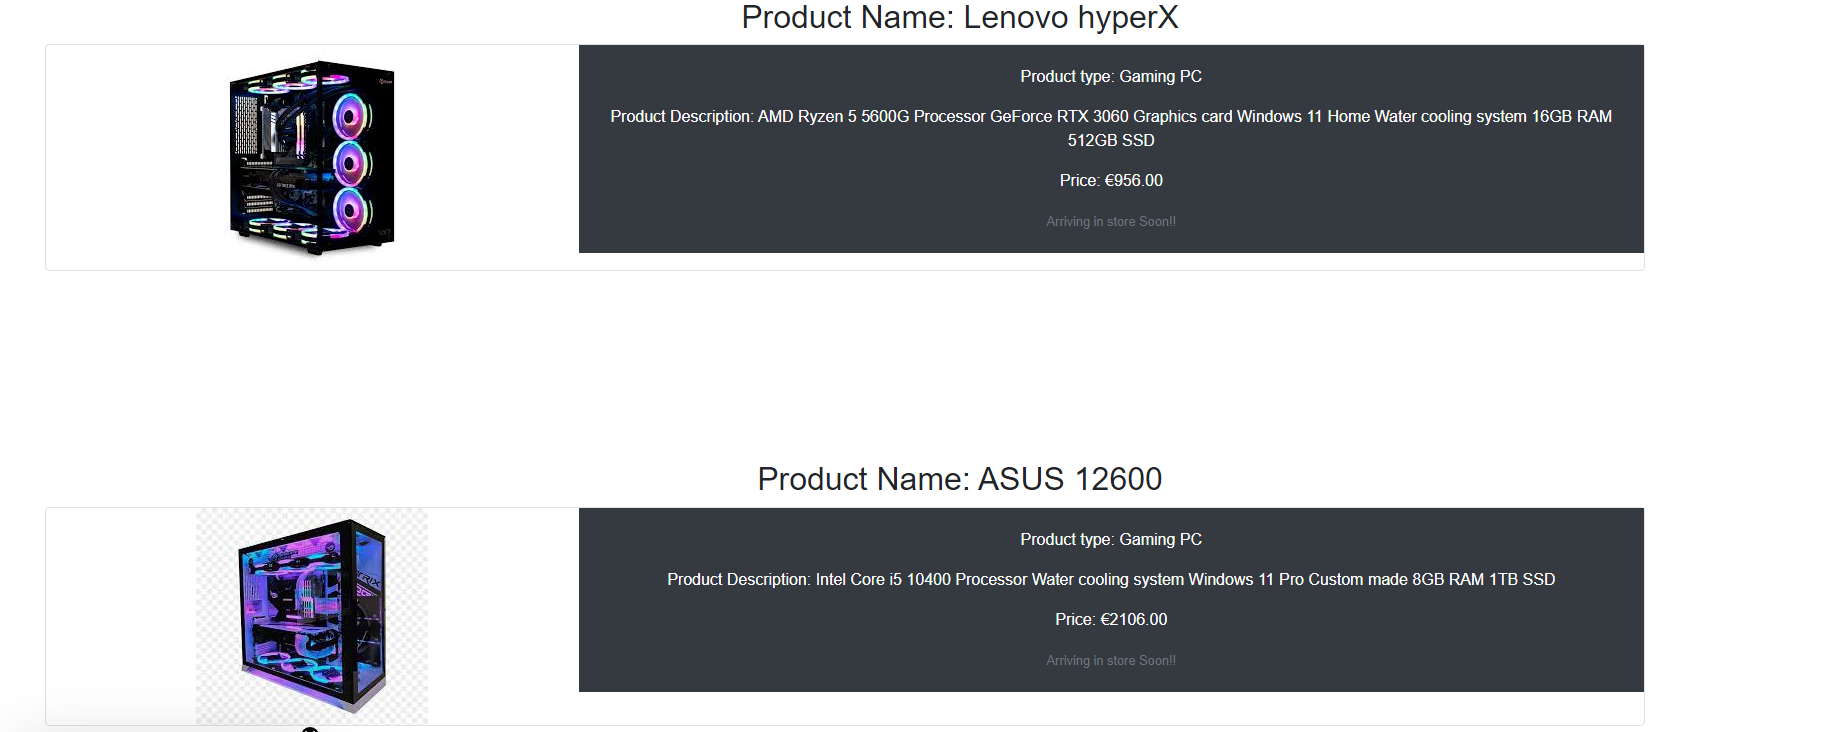 Product Name: Lenovo hyperX
Product type: Gaming PC
Product Description: AMD Ryzen 5 5600G Processor GeForce RTX 3060 Graphics card Windows 11 Home Water cooling system 16GB RAM
512GB SSD
Price: €956.00
Arriving in store Soon!!
Product Name: ASUS 12600
Product type: Gaming PC
Product Description: Intel Core i5 10400 Processor Water cooling system Windows 11 Pro Custom made 8GB RAM 1TB SSD
Price: €2106.00
Arriving in store Soon!!